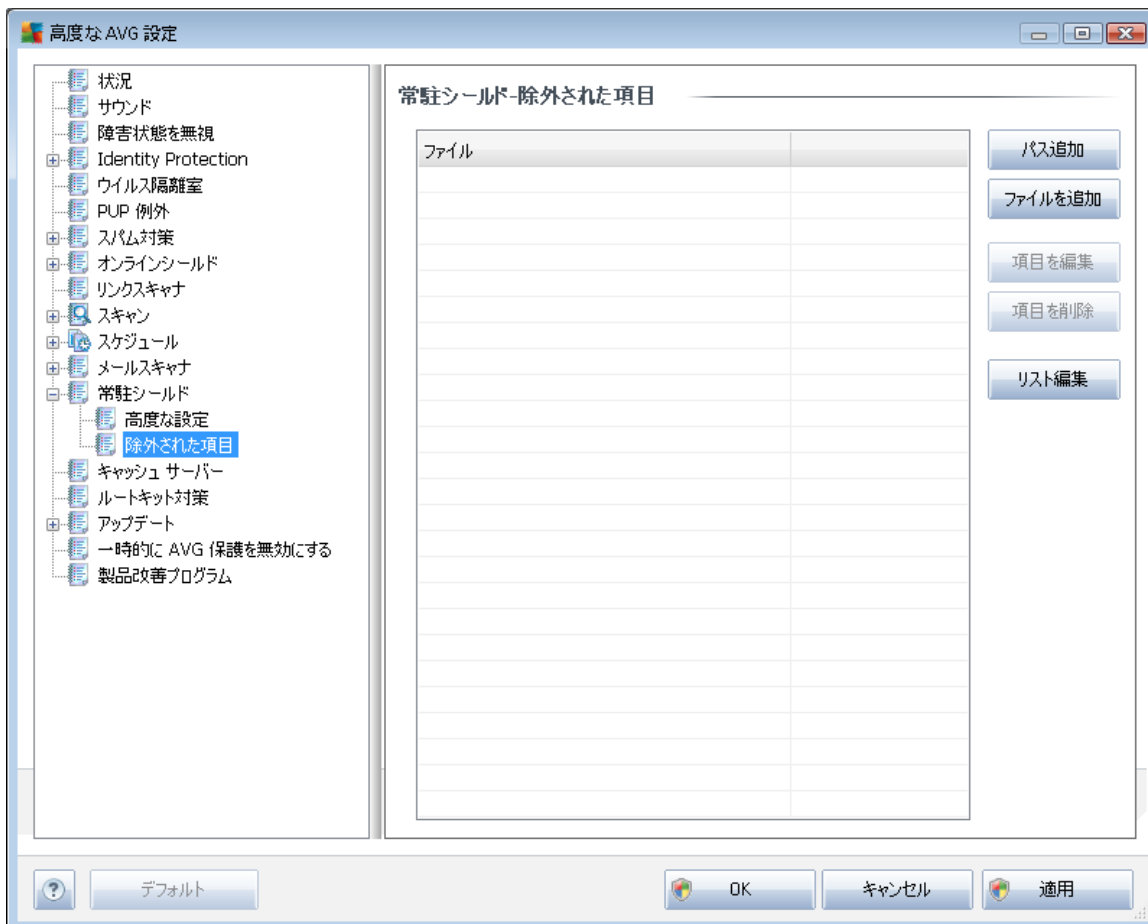 高度な AVG 設定
状況
サウンド
障害状態を無視
Identity Protection
ウイルス隔離室
PUP 例外
スパム対策
オンラインシールド
リンクスキャナ
スキャン
スケジュール
メールスキャナ
常駐シールド
高度な設定
除外された項目
キャッシュ サーバー
ルートキット対策
アップデート
一時的に AVG 保護を無効にする
製品改善プログラム
常駐シールド-除外された項目
ファイル
パス追加
ファイルを追加
項目を編集
項目を削除
リスト編集
?
デフォルト
OK
キャンセル
適用